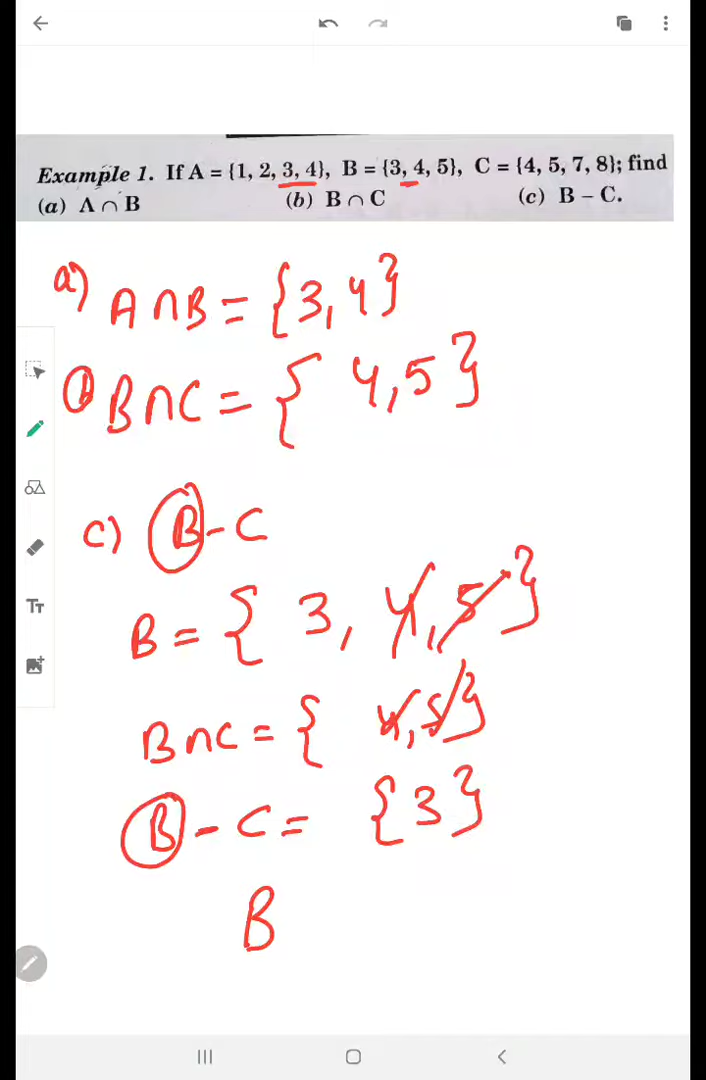 Example 1. If A = {1, 2, 3, 4}, B = {3, 4, 5}, C = {4, 5, 7, 8}; find
(a) A ∩ B (b) B ∩ C (c) B – C.
a) A ∩ B = {3, 4}
b) B ∩ C = { 4, 5 }
c) B - C
B = { 3, 4, 5 }
B ∩ C = { 4, 5 }
B - C = {3}
B
Tт